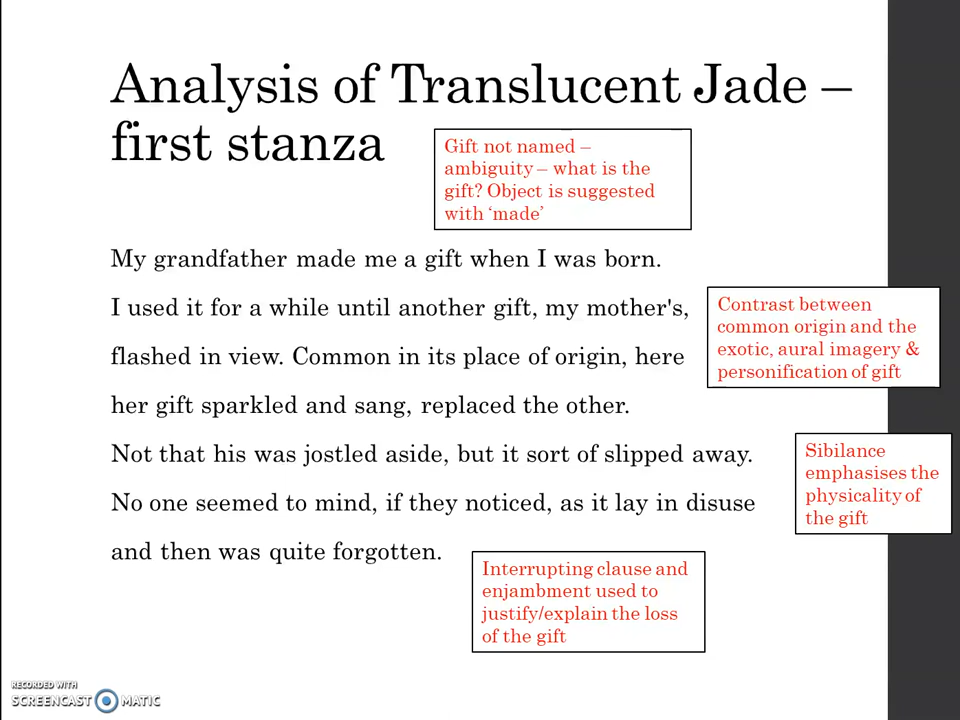 Analysis of Translucent Jade –
first stanza
Gift not named –
ambiguity – what is the
gift? Object is suggested
with ‘made’
My grandfather made me a gift when I was born.
I used it for a while until another gift, my mother's,
flashed in view. Common in its place of origin, here
her gift sparkled and sang, replaced the other.
Not that his was jostled aside, but it sort of slipped away.
No one seemed to mind, if they noticed, as it lay in disuse
and then was quite forgotten.
Contrast between
common origin and the
exotic, aural imagery &
personification of gift
Sibilance
emphasises the
physicality of
the gift
Interrupting clause and
enjambment used to
justify/explain the loss
of the gift
RECORDED WITH
SCREENCAST MATIC